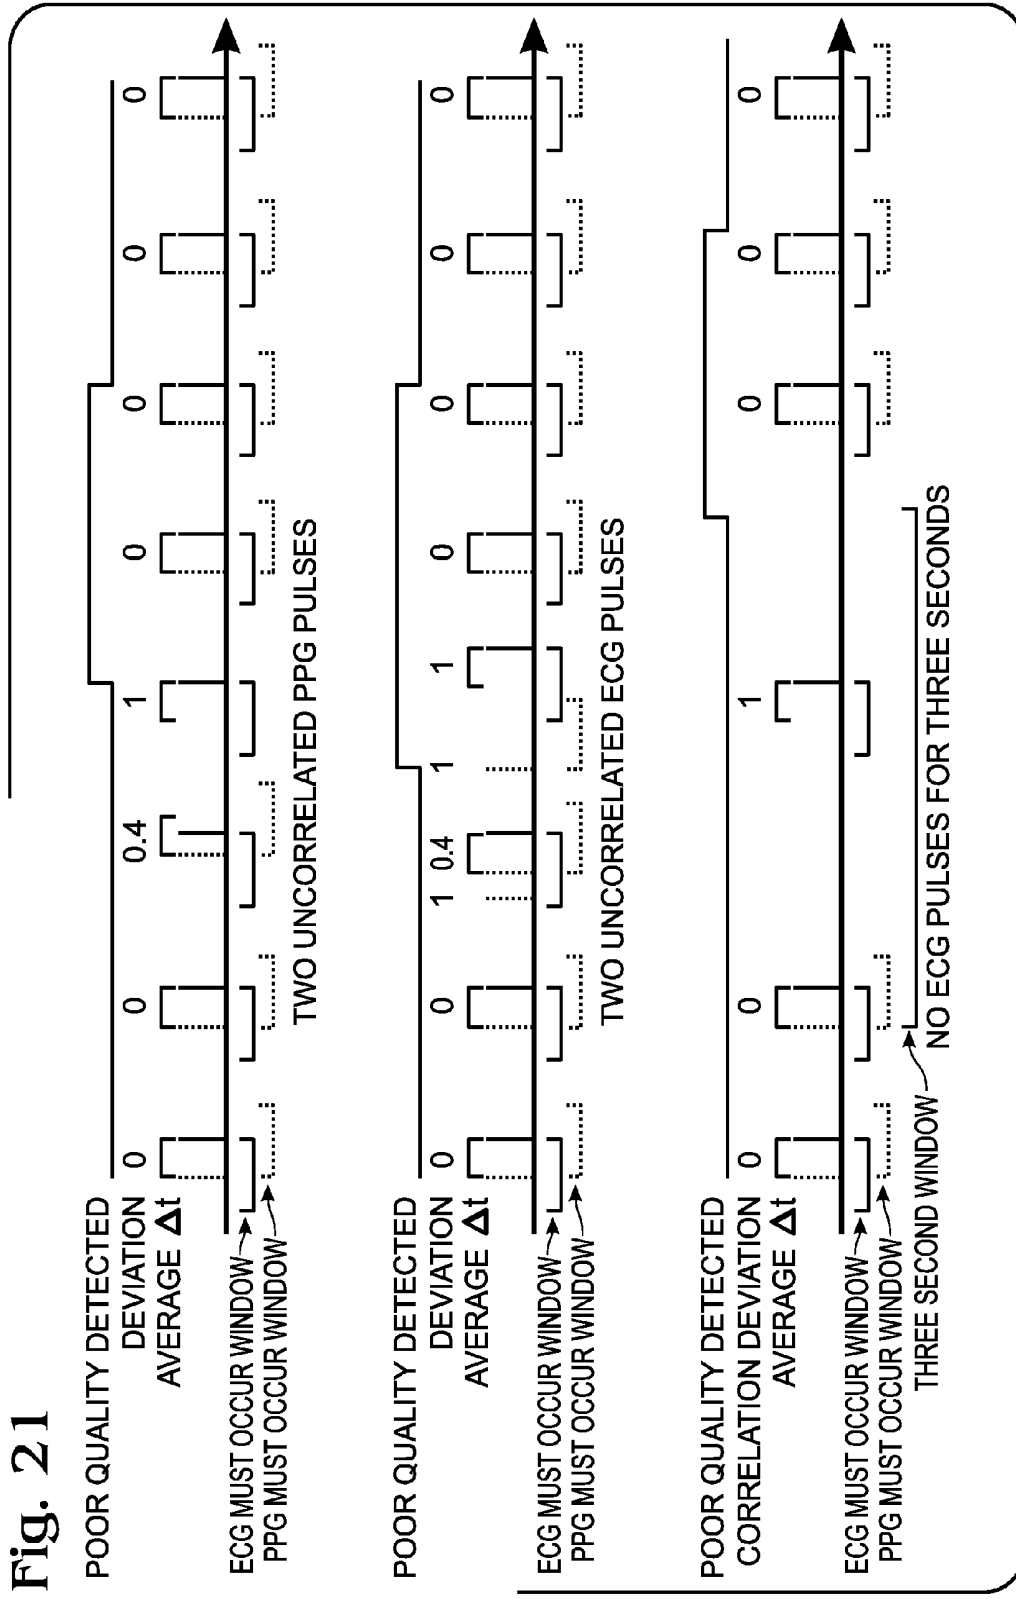 Fig. 21
POOR QUALITY DETECTED
DEVIATION 0 0 0.4 1 0 0 0 0
AVERAGE Δt
ECG MUST OCCUR WINDOW
PPG MUST OCCUR WINDOW
TWO UNCORRELATED PPG PULSES
POOR QUALITY DETECTED
DEVIATION 0 0 1 0.4 1 1 0 0 0 0
AVERAGE Δt
ECG MUST OCCUR WINDOW
PPG MUST OCCUR WINDOW
TWO UNCORRELATED ECG PULSES
POOR QUALITY DETECTED
CORRELATION DEVIATION 0 0 1 0 0 0
AVERAGE Δt
ECG MUST OCCUR WINDOW
PPG MUST OCCUR WINDOW
THREE SECOND WINDOW
NO ECG PULSES FOR THREE SECONDS